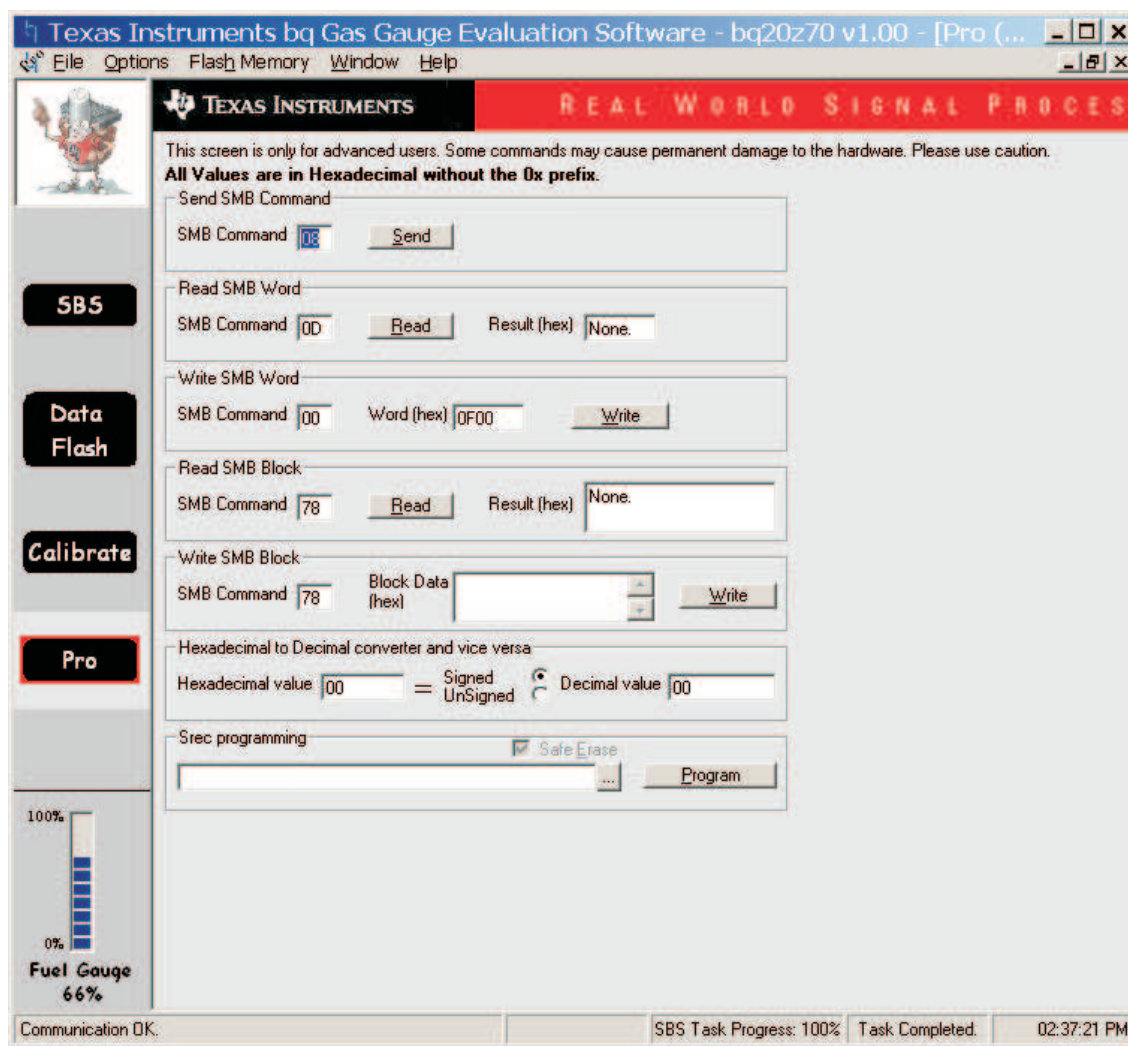 Texas Instruments bq Gas Gauge Evaluation Software - bq20z70 v1.00 - [Pro (...
File Options Flash Memory Window Help
TEXAS INSTRUMENTS REAL WORLD SIGNAL PROCES
This screen is only for advanced users. Some commands may cause permanent damage to the hardware. Please use caution.
All Values are in Hexadecimal without the 0x prefix.
Send SMB Command
SMB Command 08 Send
Read SMB Word
SMB Command 0D Read Result (hex) None.
Write SMB Word
SMB Command 00 Word (hex) 0F00 Write
Read SMB Block
SMB Command 78 Read Result (hex) None.
Write SMB Block
SMB Command 78 Block Data (hex) Write
Hexadecimal to Decimal converter and vice versa
Hexadecimal value 00 = Signed UnSigned Decimal value 00
Srec programming Safe Erase
... Program
SBS
Data
Flash
Calibrate
Pro
100%
0%
Fuel Gauge
66%
Communication OK. SBS Task Progress: 100% Task Completed. 02:37:21 PM